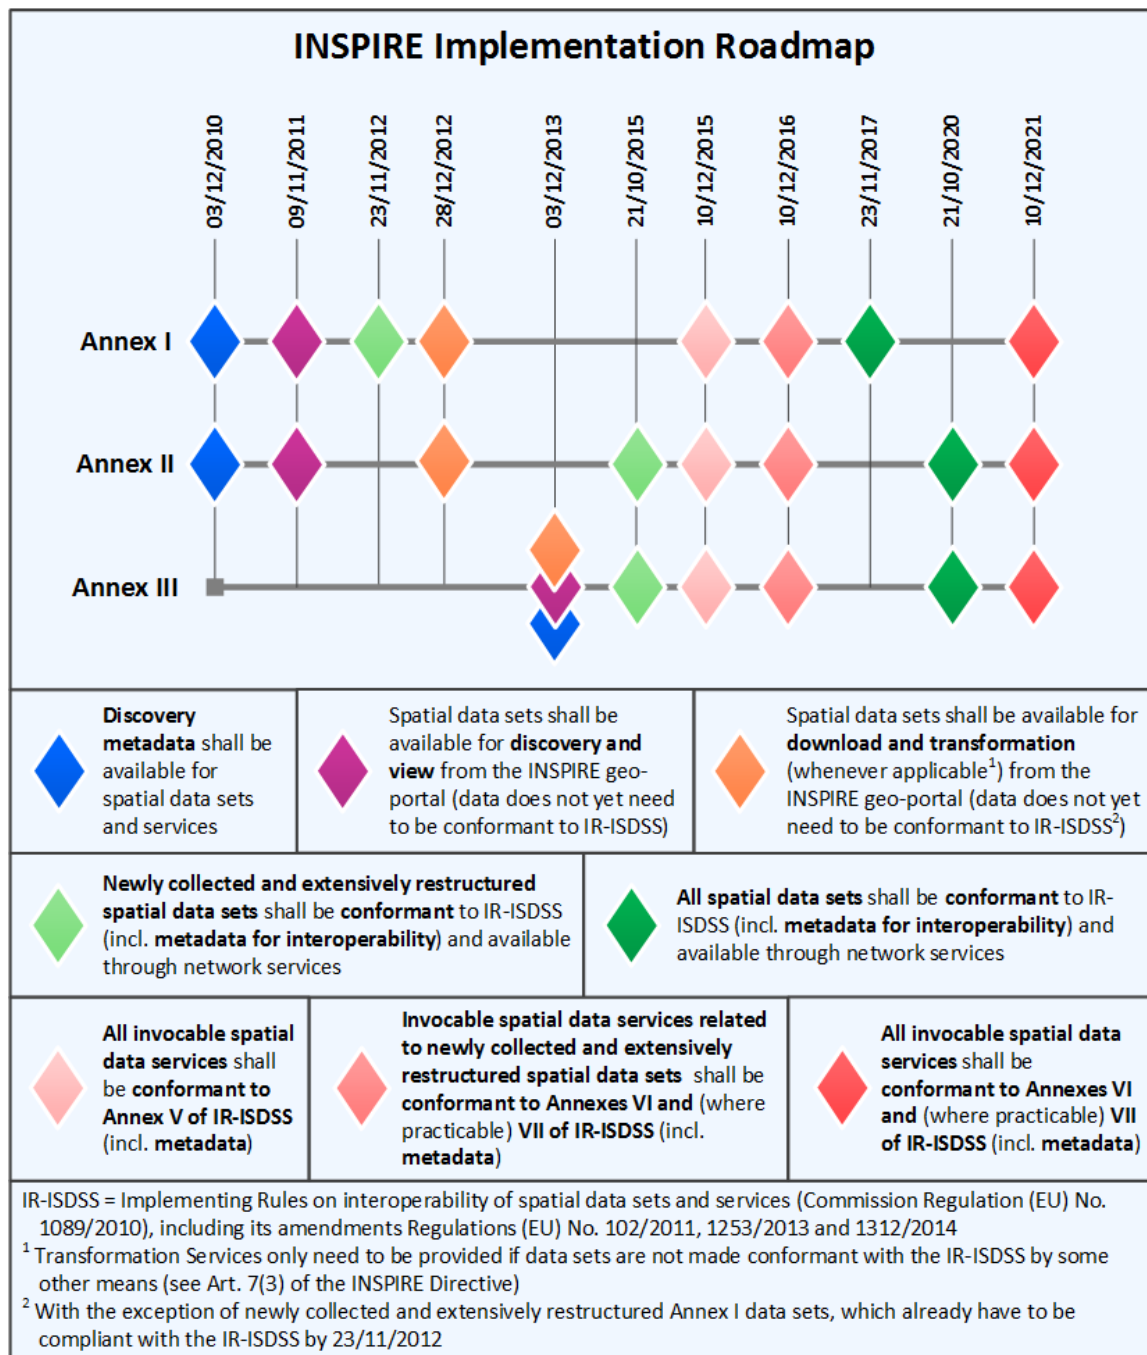 INSPIRE Implementation Roadmap
03/12/2010
09/11/2011
23/11/2012
28/12/2012
03/12/2013
21/10/2015
10/12/2015
10/12/2016
23/11/2017
21/10/2020
10/12/2021
Annex I
Annex II
Annex III
Discovery
metadata shall be
available for
spatial data sets
and services
Spatial data sets shall be
available for discovery and
view from the INSPIRE geo-
portal (data does not yet need
to be conformant to IR-ISDSS)
Spatial data sets shall be available for
download and transformation
(whenever applicable1) from the
INSPIRE geo-portal (data does not yet
need to be conformant to IR-ISDSS2)
Newly collected and extensively restructured
spatial data sets shall be conformant to IR-ISDSS
(incl. metadata for interoperability) and available
through network services
All spatial data sets shall be conformant to IR-
ISDSS (incl. metadata for interoperability) and
available through network services
All invocable spatial
data services shall
be conformant to
Annex V of IR-ISDSS
(incl. metadata)
Invocable spatial data services related
to newly collected and extensively
restructured spatial data sets shall be
conformant to Annexes VI and (where
practicable) VII of IR-ISDSS (incl.
metadata)
All invocable spatial data
services shall be
conformant to Annexes VI
and (where practicable) VII
of IR-ISDSS (incl. metadata)
IR-ISDSS = Implementing Rules on interoperability of spatial data sets and services (Commission Regulation (EU) No.
1089/2010), including its amendments Regulations (EU) No. 102/2011, 1253/2013 and 1312/2014
1 Transformation Services only need to be provided if data sets are not made conformant with the IR-ISDSS by some
other means (see Art. 7(3) of the INSPIRE Directive)
2 With the exception of newly collected and extensively restructured Annex I data sets, which already have to be
compliant with the IR-ISDSS by 23/11/2012